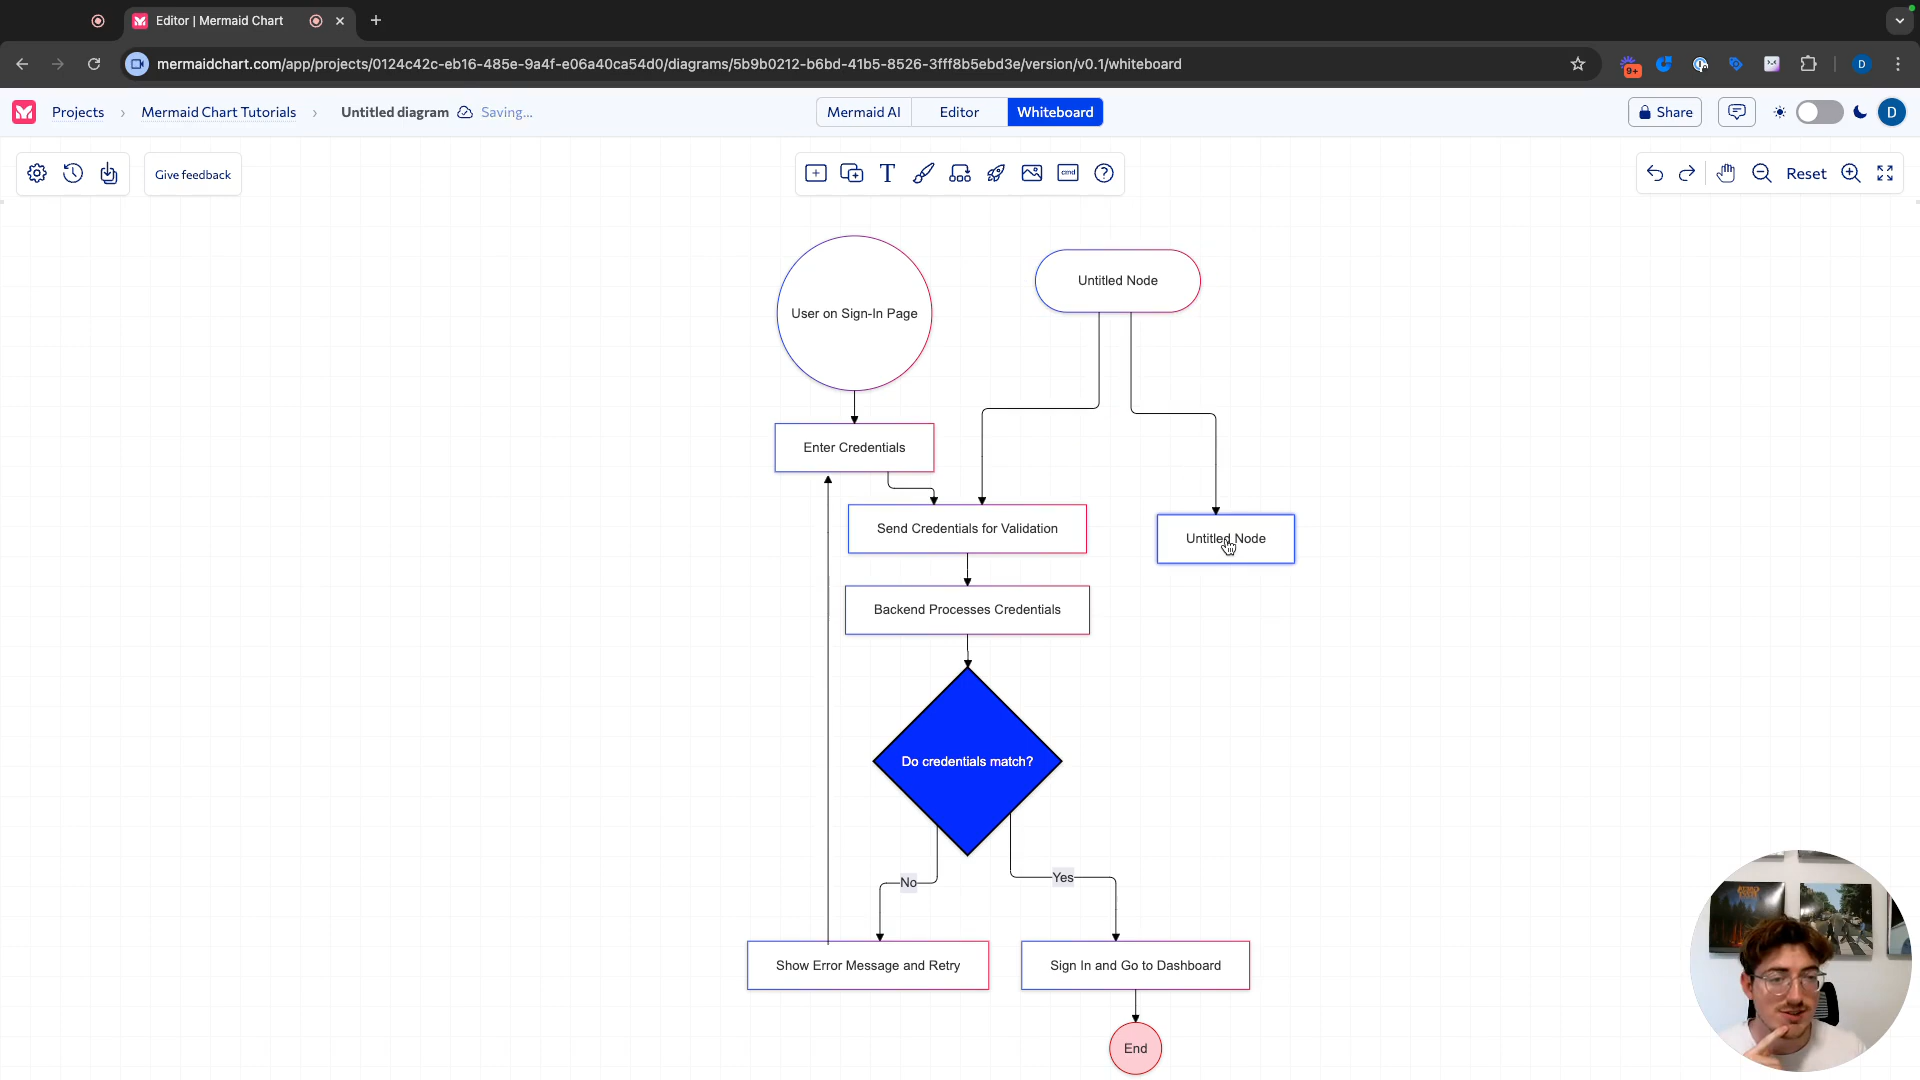 Editor | Mermaid Chart
mermaidchart.com/app/projects/0124c42c-eb16-485e-9a4f-e06a40ca54d0/diagrams/5b9b0212-b6bd-41b5-8526-3fff8b5ebd3e/version/v0.1/whiteboard
9+
D
Projects
Mermaid Chart Tutorials
Untitled diagram
Saving...
Mermaid AI
Editor
Whiteboard
Share
D
Give feedback
T
cmd
Reset
User on Sign-In Page
Untitled Node
Enter Credentials
Send Credentials for Validation
Untitled Node
Backend Processes Credentials
Do credentials match?
No
Yes
Show Error Message and Retry
Sign In and Go to Dashboard
End